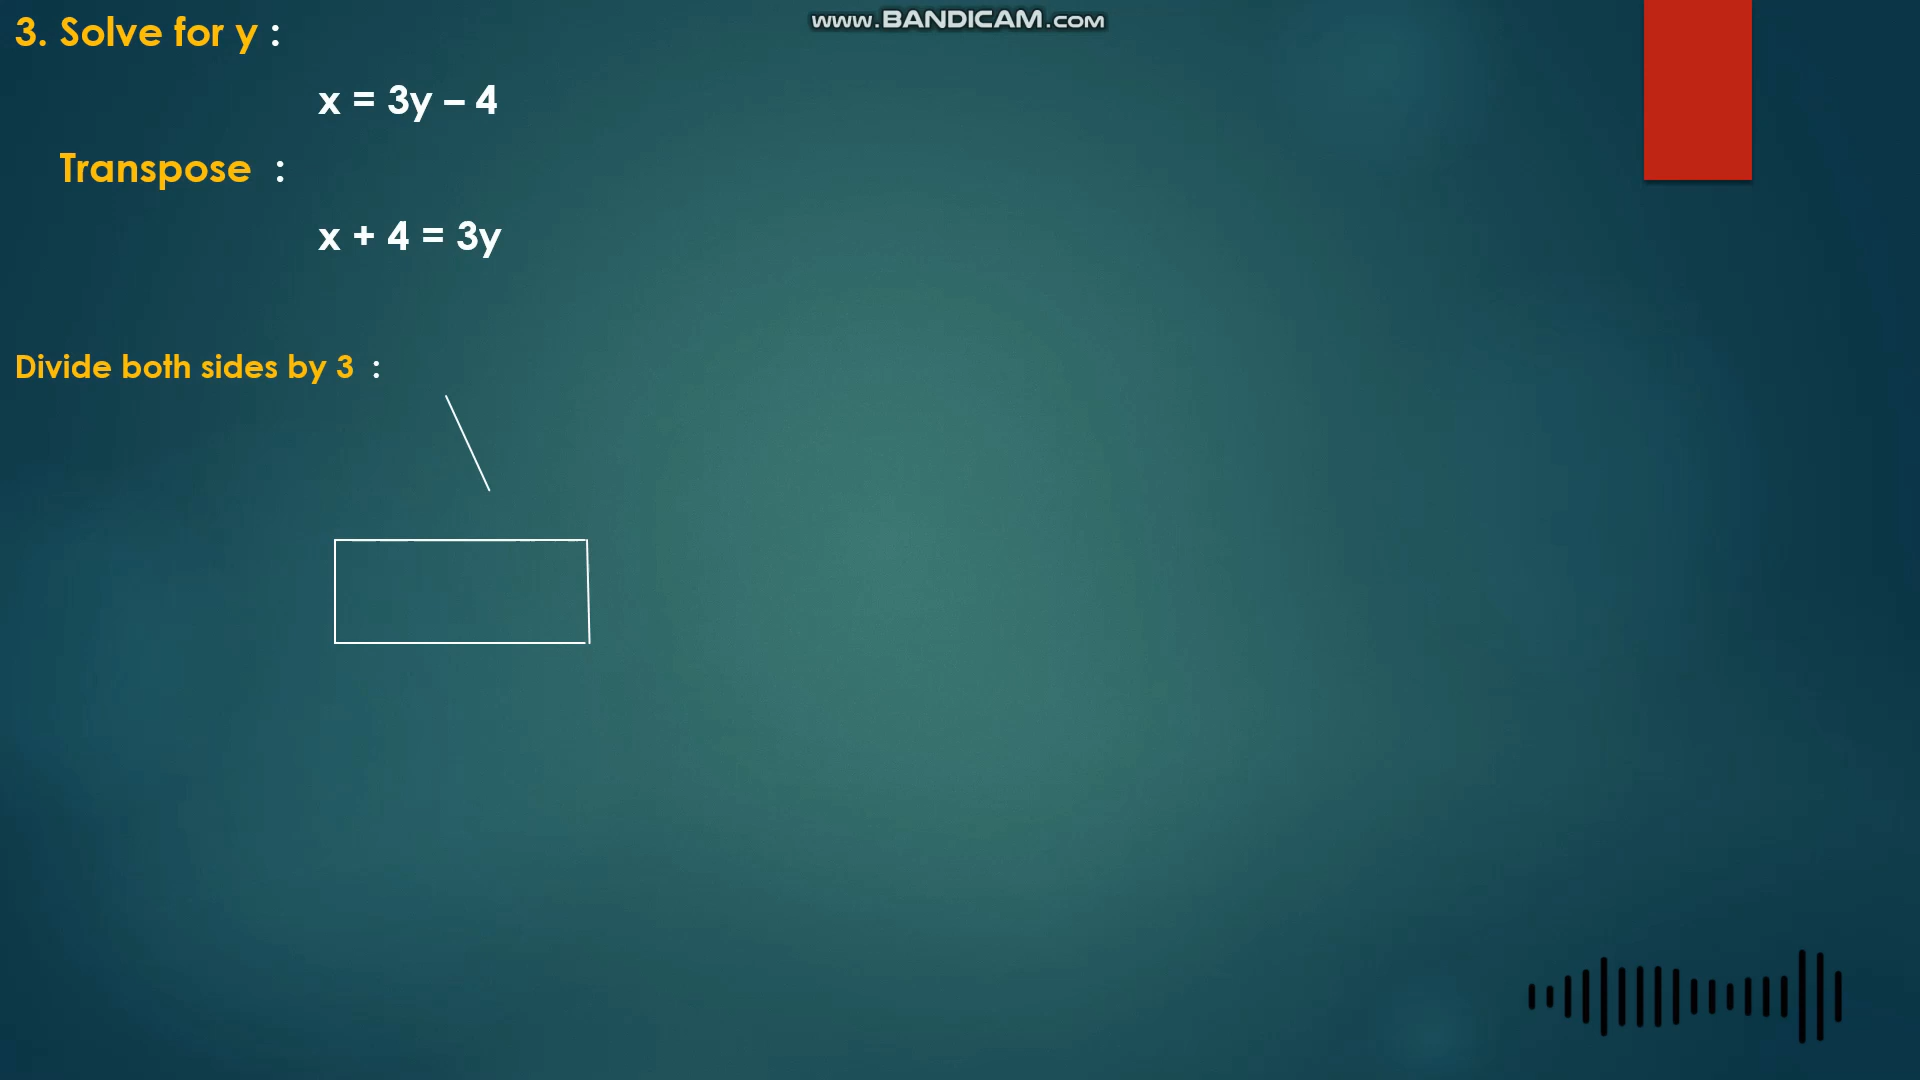 www.BANDICAM.com
3. Solve for y :
x = 3y – 4
Transpose :
x + 4 = 3y
Divide both sides by 3 :